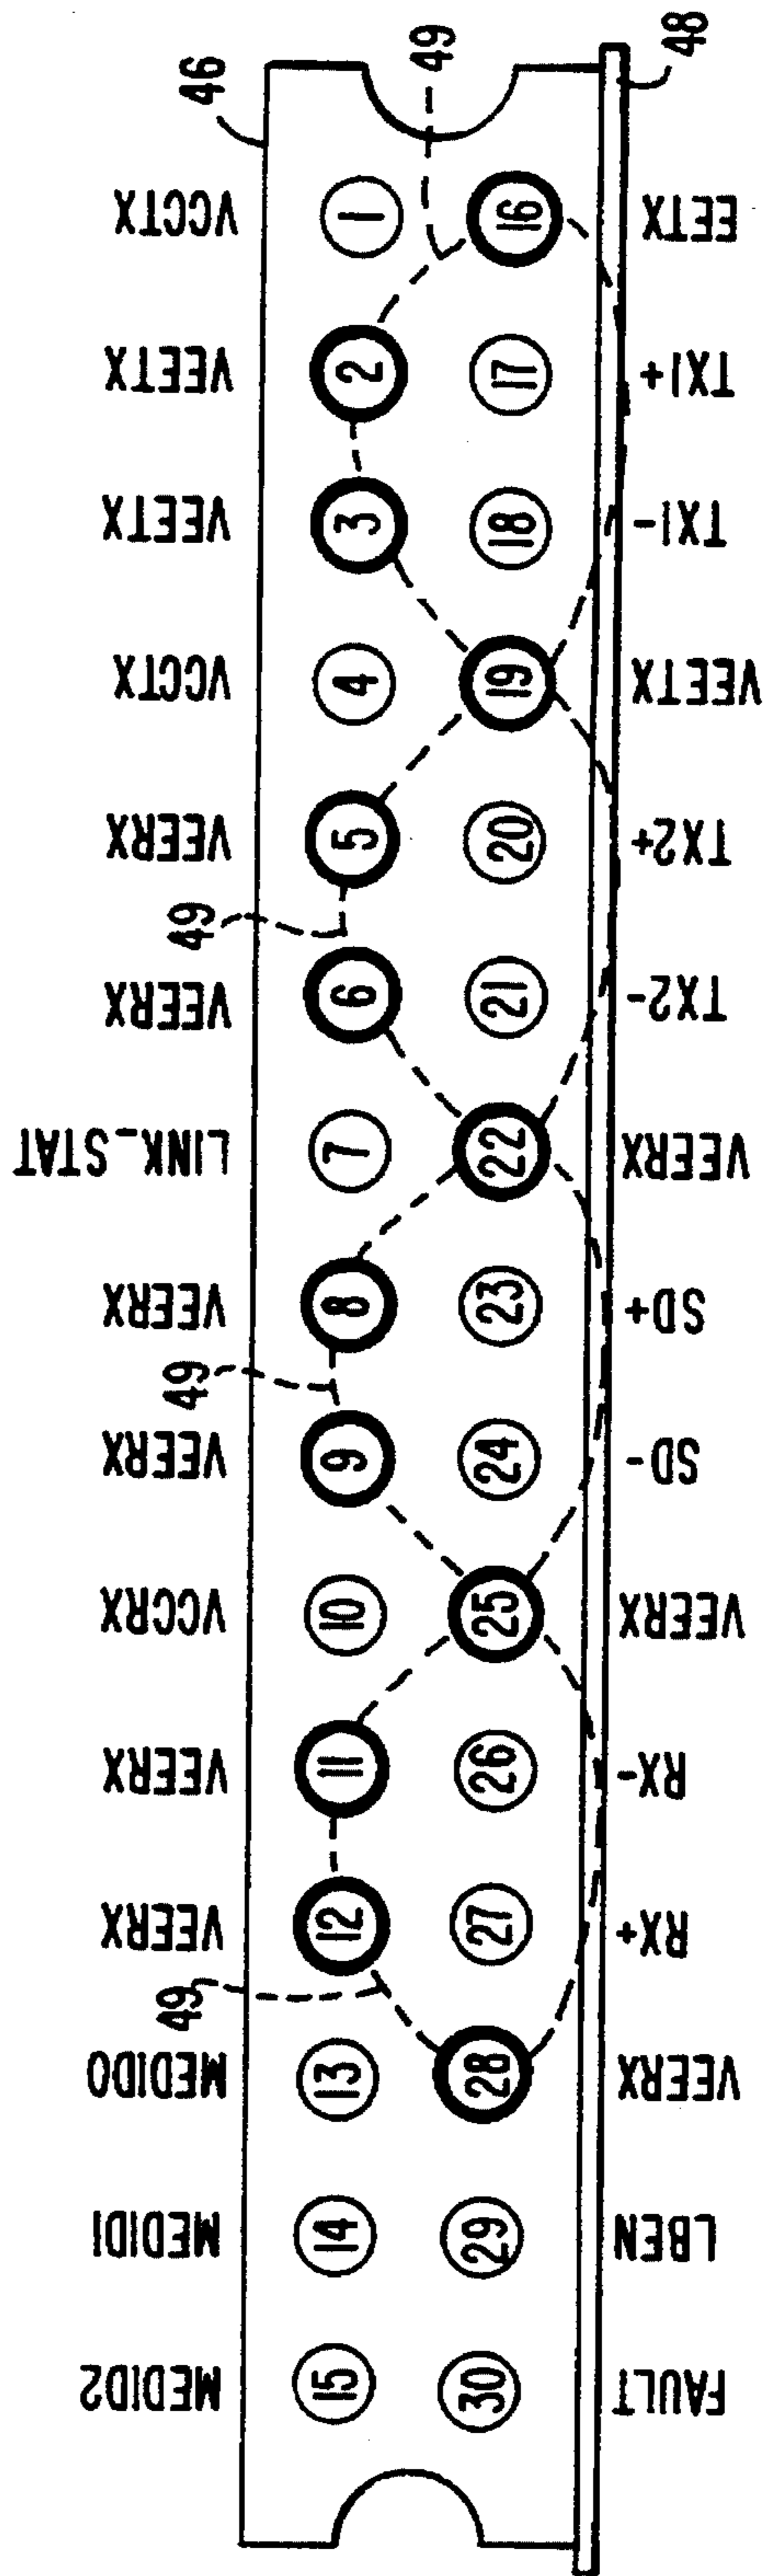 46
49
48
VCCTX 1 16 EETX
VEETX 2 17 TX1+
VEETX 3 18 TX1-
VCCTX 4 19 VEETX
VEERX 5 20 TX2+
49
VEERX 6 21 TX2-
LINK_STAT 7 22 VEERX
VEERX 8 23 SD+
49
VEERX 9 24 SD-
VCCRX 10 25 VEERX
VEERX 11 26 RX-
VEERX 12 27 RX+
49
MEDID0 13 28 VEERX
MEDID1 14 29 LBEN
MEDID2 15 30 FAULT